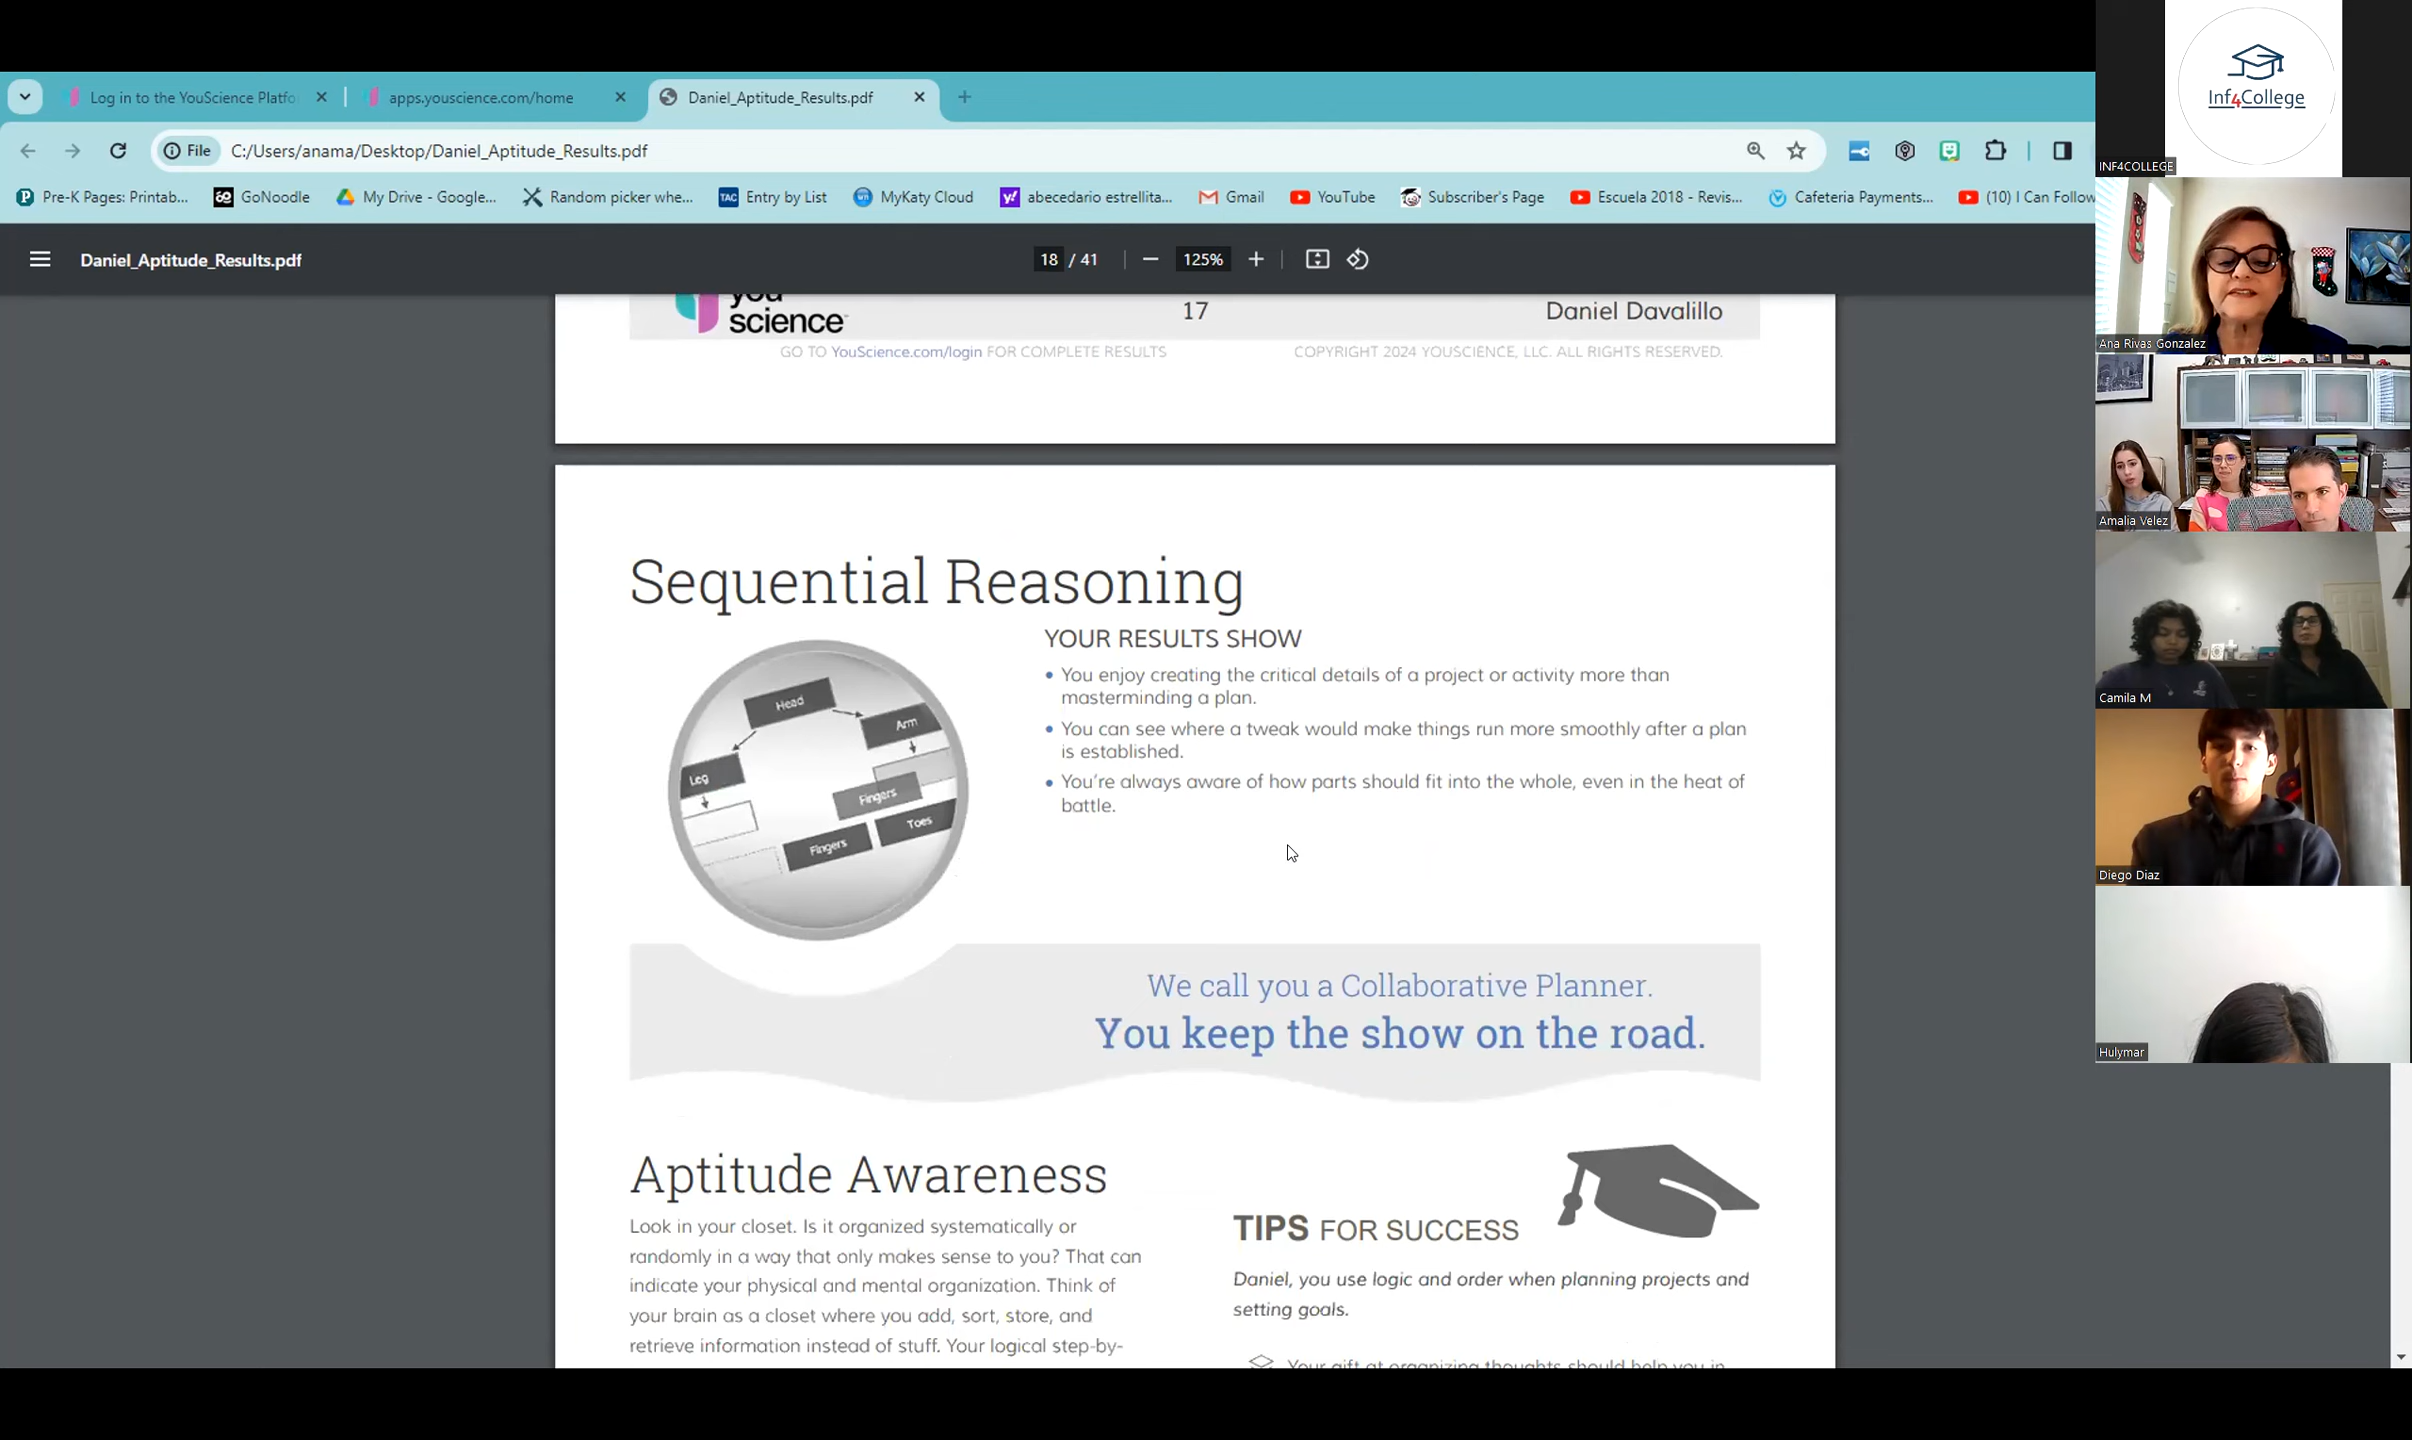 Log in to the YouScience Platfo
apps.youscience.com/home
Daniel_Aptitude_Results.pdf
File
C:/Users/anama/Desktop/Daniel_Aptitude_Results.pdf
Pre-K Pages: Printab...
GoNoodle
My Drive - Google...
Random picker whe...
TAC
Entry by List
MyKaty Cloud
abecedario estrellita...
Gmail
YouTube
Subscriber's Page
Escuela 2018 - Revis...
Cafeteria Payments...
(10) I Can Follow
Daniel_Aptitude_Results.pdf
18 / 41
125%
you
science
17
Daniel Davalillo
GO TO YouScience.com/login FOR COMPLETE RESULTS
COPYRIGHT 2024 YOUSCIENCE, LLC. ALL RIGHTS RESERVED.
Sequential Reasoning
Head
Arm
Leg
Fingers
Toes
Fingers
YOUR RESULTS SHOW
• You enjoy creating the critical details of a project or activity more than
masterminding a plan.
• You can see where a tweak would make things run more smoothly after a plan
is established.
• You're always aware of how parts should fit into the whole, even in the heat of
battle.
We call you a Collaborative Planner.
You keep the show on the road.
Aptitude Awareness
Look in your closet. Is it organized systematically or
randomly in a way that only makes sense to you? That can
indicate your physical and mental organization. Think of
your brain as a closet where you add, sort, store, and
retrieve information instead of stuff. Your logical step-by-
TIPS FOR SUCCESS
Daniel, you use logic and order when planning projects and
setting goals.
Your gift at organizing thoughts should help you in
Inf4College
INF4COLLEGE
Ana Rivas Gonzalez
Amalia Velez
Camila M
Diego Diaz
Hulymar